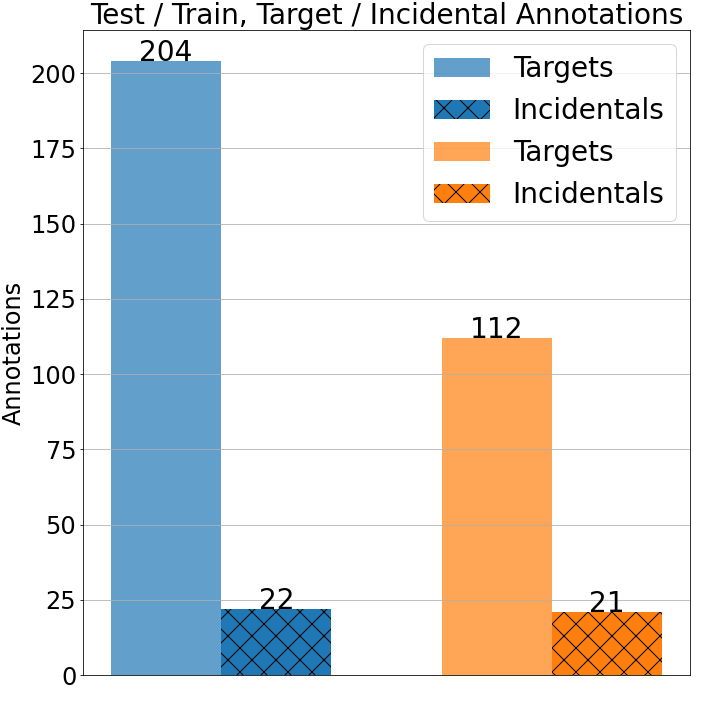 Test / Train, Target / Incidental Annotations
204
200
175
150
125
100
75
50
25
0
Annotations
Targets
Incidentals
Targets
Incidentals
112
22
21